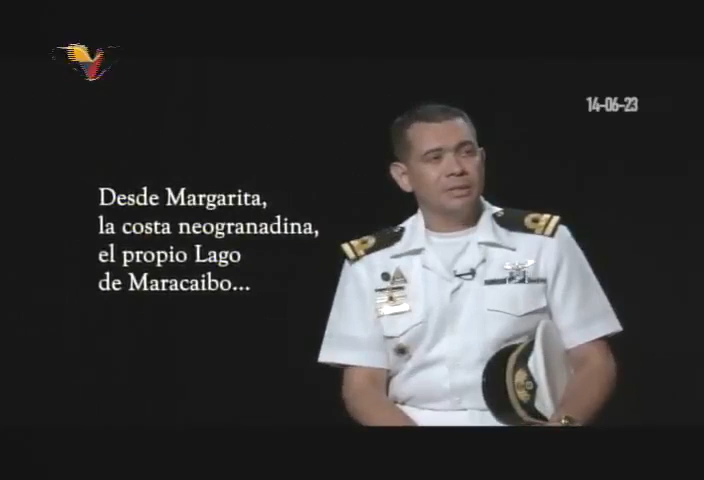 14-06-23
Desde Margarita,
la costa neogranadina,
el propio Lago
de Maracaibo...